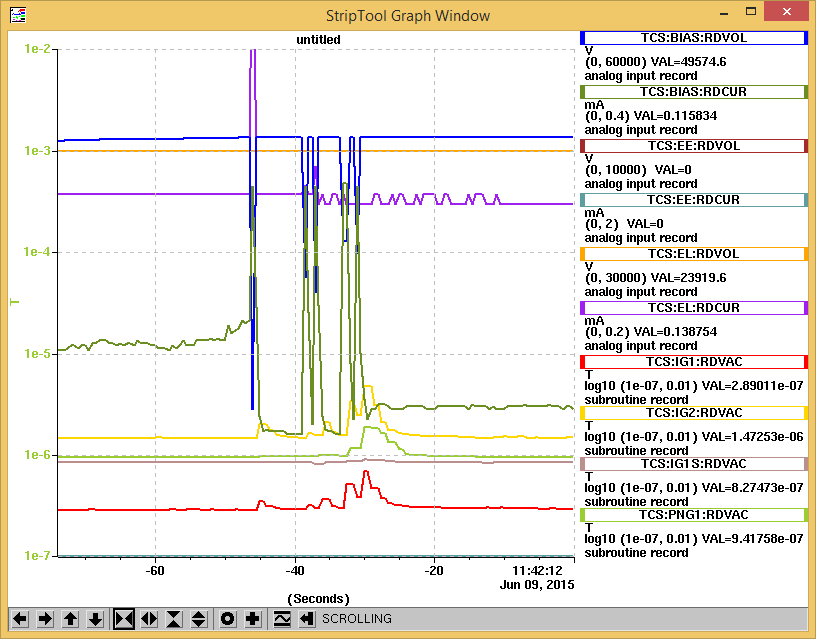 StripTool Graph Window
untitled
1e-2
1e-3
1e-4
1e-5
1e-6
1e-7
T
-60
-40
-20
11:42:12
Jun 09, 2015
(Seconds)
TCS:BIAS:RDVOL
V
(0, 60000) VAL=49574.6
analog input record
TCS:BIAS:RDCUR
mA
(0, 0.4) VAL=0.115834
analog input record
TCS:EE:RDVOL
V
(0, 10000) VAL=0
analog input record
TCS:EE:RDCUR
mA
(0, 2) VAL=0
analog input record
TCS:EL:RDVOL
V
(0, 30000) VAL=23919.6
analog input record
TCS:EL:RDCUR
mA
(0, 0.2) VAL=0.138754
analog input record
TCS:IG1:RDVAC
T
log10 (1e-07, 0.01) VAL=2.89011e-07
subroutine record
TCS:IG2:RDVAC
T
log10 (1e-07, 0.01) VAL=1.47253e-06
subroutine record
TCS:IG1S:RDVAC
T
log10 (1e-07, 0.01) VAL=8.27473e-07
subroutine record
TCS:PNG1:RDVAC
T
log10 (1e-07, 0.01) VAL=9.41758e-07
subroutine record
SCROLLING